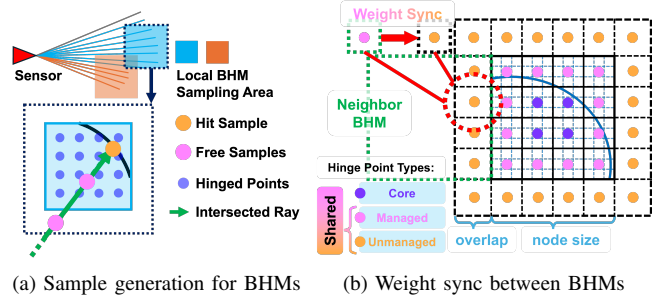 Sensor
Local BHM
Sampling Area
Hit Sample
Free Samples
Hinged Points
Intersected Ray
(a) Sample generation for BHMs
Weight Sync
Neighbor
BHM
Hinge Point Types:
Shared
Core
Managed
Unmanaged
overlap
node size
(b) Weight sync between BHMs